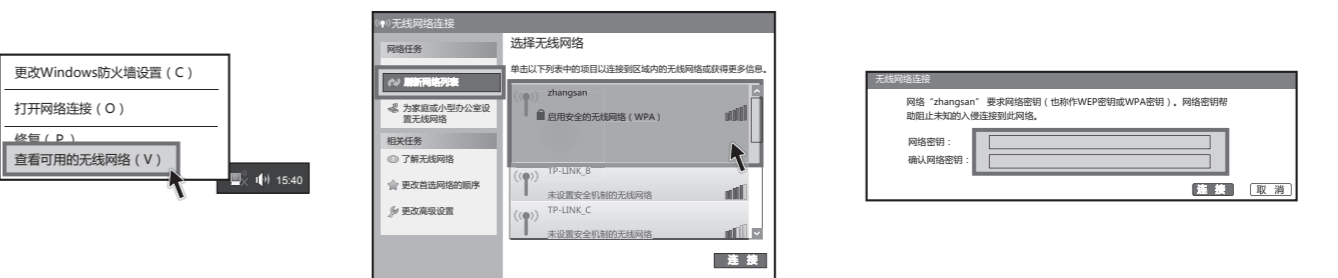 更改Windows防火墙设置（C）
打开网络连接（O）
修复（P）
查看可用的无线网络（V）
15:40
无线网络连接
网络任务
刷新网络列表
为家庭或小型办公室设
置无线网络
相关任务
了解无线网络
更改首选网络的顺序
更改高级设置
选择无线网络
单击以下列表中的项目以连接到区域内的无线网络或获得更多信息。
zhangsan
启用安全的无线网络（WPA）
TP-LINK_B
未设置安全机制的无线网络
TP-LINK_C
未设置安全机制的无线网络
连 接
无线网络连接
网络“zhangsan” 要求网络密钥（也称作WEP密钥或WPA密钥）。网络密钥帮
助阻止未知的入侵连接到此网络。
网络密钥：
确认网络密钥：
连 接
取 消